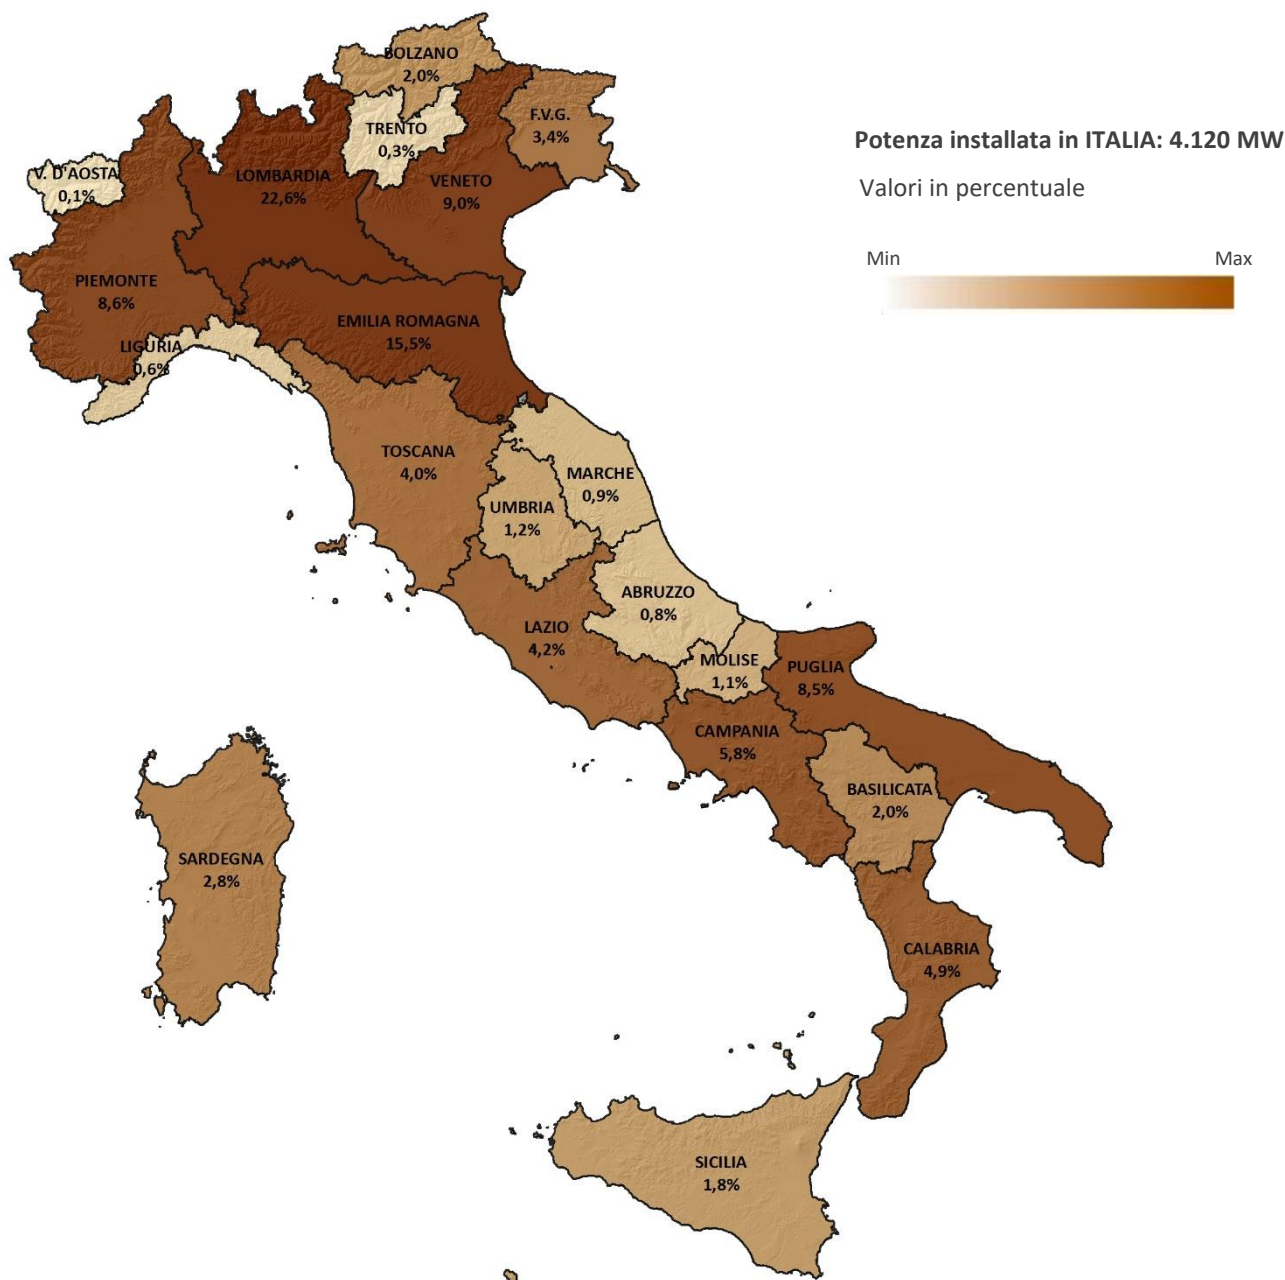 BOLZANO
2,0%
F.V.G.
3,4%
TRENTO
0,3%
Potenza installata in ITALIA: 4.120 MW
Valori in percentuale
Min Max
V. D'AOSTA
0,1%
LOMBARDIA
22,6%
VENETO
9,0%
PIEMONTE
8,6%
EMILIA ROMAGNA
15,5%
LIGURIA
0,6%
TOSCANA
4,0%
MARCHE
0,9%
UMBRIA
1,2%
ABRUZZO
0,8%
LAZIO
4,2%
MOLISE
1,1%
PUGLIA
8,5%
CAMPANIA
5,8%
BASILICATA
2,0%
SARDEGNA
2,8%
CALABRIA
4,9%
SICILIA
1,8%